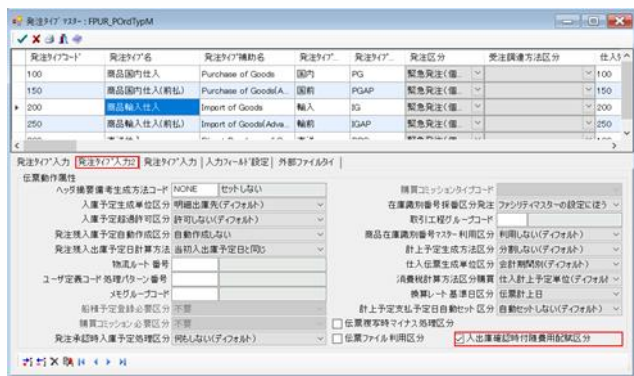 発注ﾀｲﾌﾟ ﾏｽﾀｰ : FPUR_POrdTypM
発注ﾀｲﾌﾟｺｰﾄﾞ 発注ﾀｲﾌﾟ名 発注ﾀｲﾌﾟ補助名 発注ﾀｲﾌﾟ... 発注ﾀｲﾌﾟ... 発注区分 受注調達方法区分 仕入ﾀ
100 商品国内仕入 Purchase of Goods 国内 PG 緊急発注(個... 100
150 商品国内仕入(前払) Purchase of Goods(A... 国前 PGAP 緊急発注(個... 150
200 商品輸入仕入 Import of Goods 輸入 IG 緊急発注(個... 200
250 商品輸入仕入(前払) Import of Goods(Adva... 輸前 IGAP 緊急発注(個... 250
発注ﾀｲﾌﾟ入力 発注ﾀｲﾌﾟ入力2 発注ﾀｲﾌﾟ入力 入力ﾌｨｰﾙﾄﾞ設定 外部ﾌｧｲﾙﾀｲ
伝票動作属性
ヘッダ摘要備考生成方法コード NONE セットしない 購買コミッションタイプコード
入庫予定生成単位区分 明細出庫先(ディフォルト) 在庫識別番号採番区分発注 ファシリティマスターの設定に従う
入庫予定超過許可区分 許可しない(ディフォルト) 取引工程グループコード
発注残入出庫予定自動作成区分 自動作成しない 商品在庫識別番号マスター利用区分 利用しない(ディフォルト)
発注残入出庫予定日計算方法 当初入出庫予定日と同じ 計上予定生成方法区分 分割しない(ディフォルト)
物流ルート番号 仕入伝票生成単位区分 会計期間別(ディフォルト)
ユーザ定義コード処理パターン番号 消費税計算方法区分購買 仕入計上予定単位(ディフォルト
メモグループコード 換算レート基準日区分 伝票計上日
船積予定登録必要区分 不要 計上予定支払予定日自動セット区分 自動セットしない(ディフォルト)
購買コミッション必要区分 不要 伝票複写時マイナス処理区分
発注承認時入庫予定処理区分 何もしない(ディフォルト) 伝票ファイル利用区分 入出庫確認時付随費用配賦区分